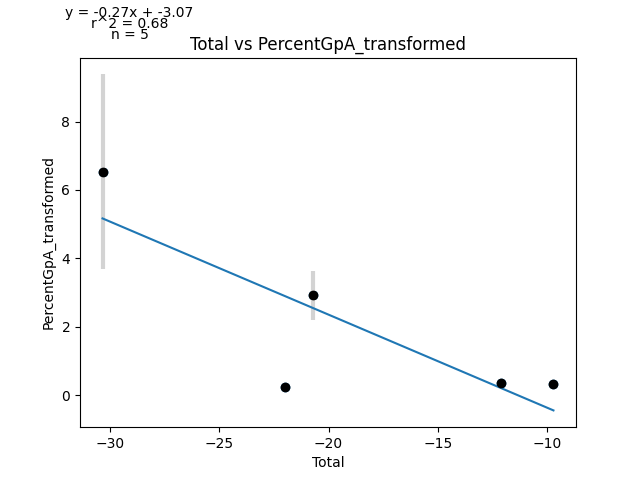 y = -0.27x + -3.07
r^2 = 0.68
n = 5
Total vs PercentGpA_transformed
PercentGpA_transformed
8
6
4
2
0
−30
−25
−20
−15
−10
Total